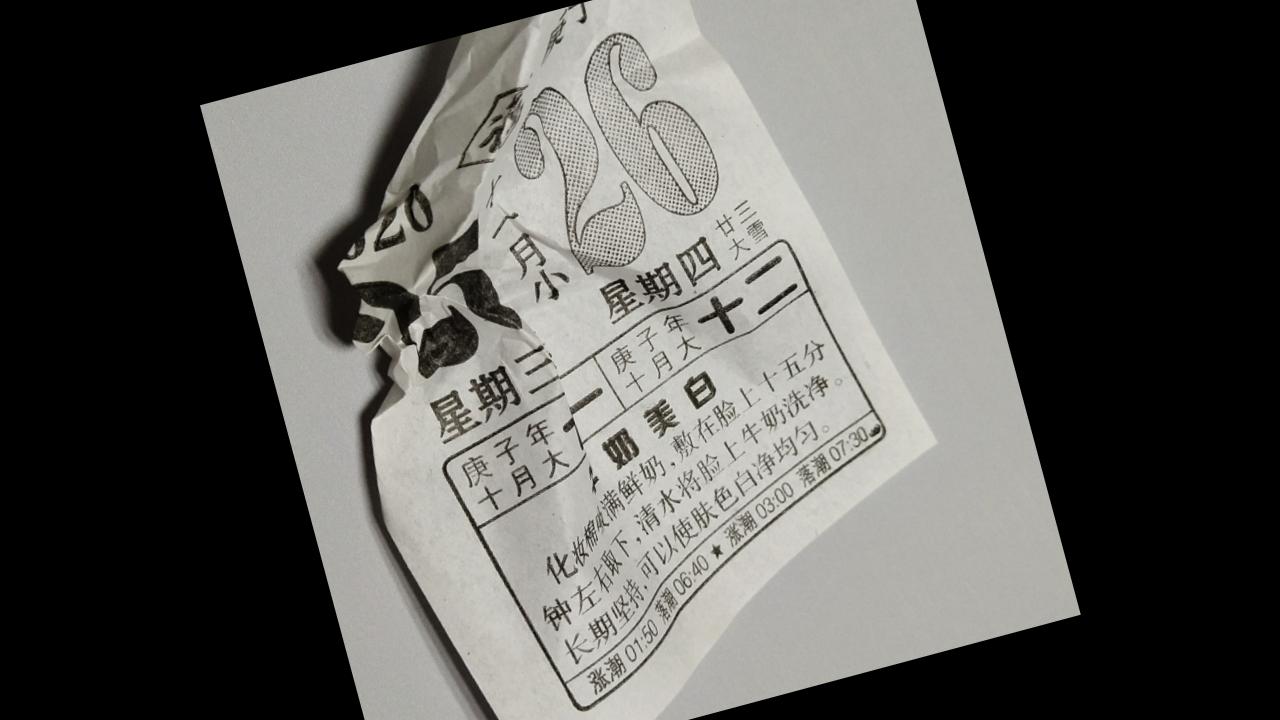 26
月小
星期四
廿三
大雪
庚子年
十月大
十二
020
25
星期三
庚子年
十月大
一
奶美白
化妆棉吸满鲜奶,敷在脸上十五分
钟左右取下,清水将脸上牛奶洗净。
长期坚持,可以使肤色白净均匀。
涨潮 01:50 落潮 06:40 ★ 涨潮 03:00 落潮 07:30